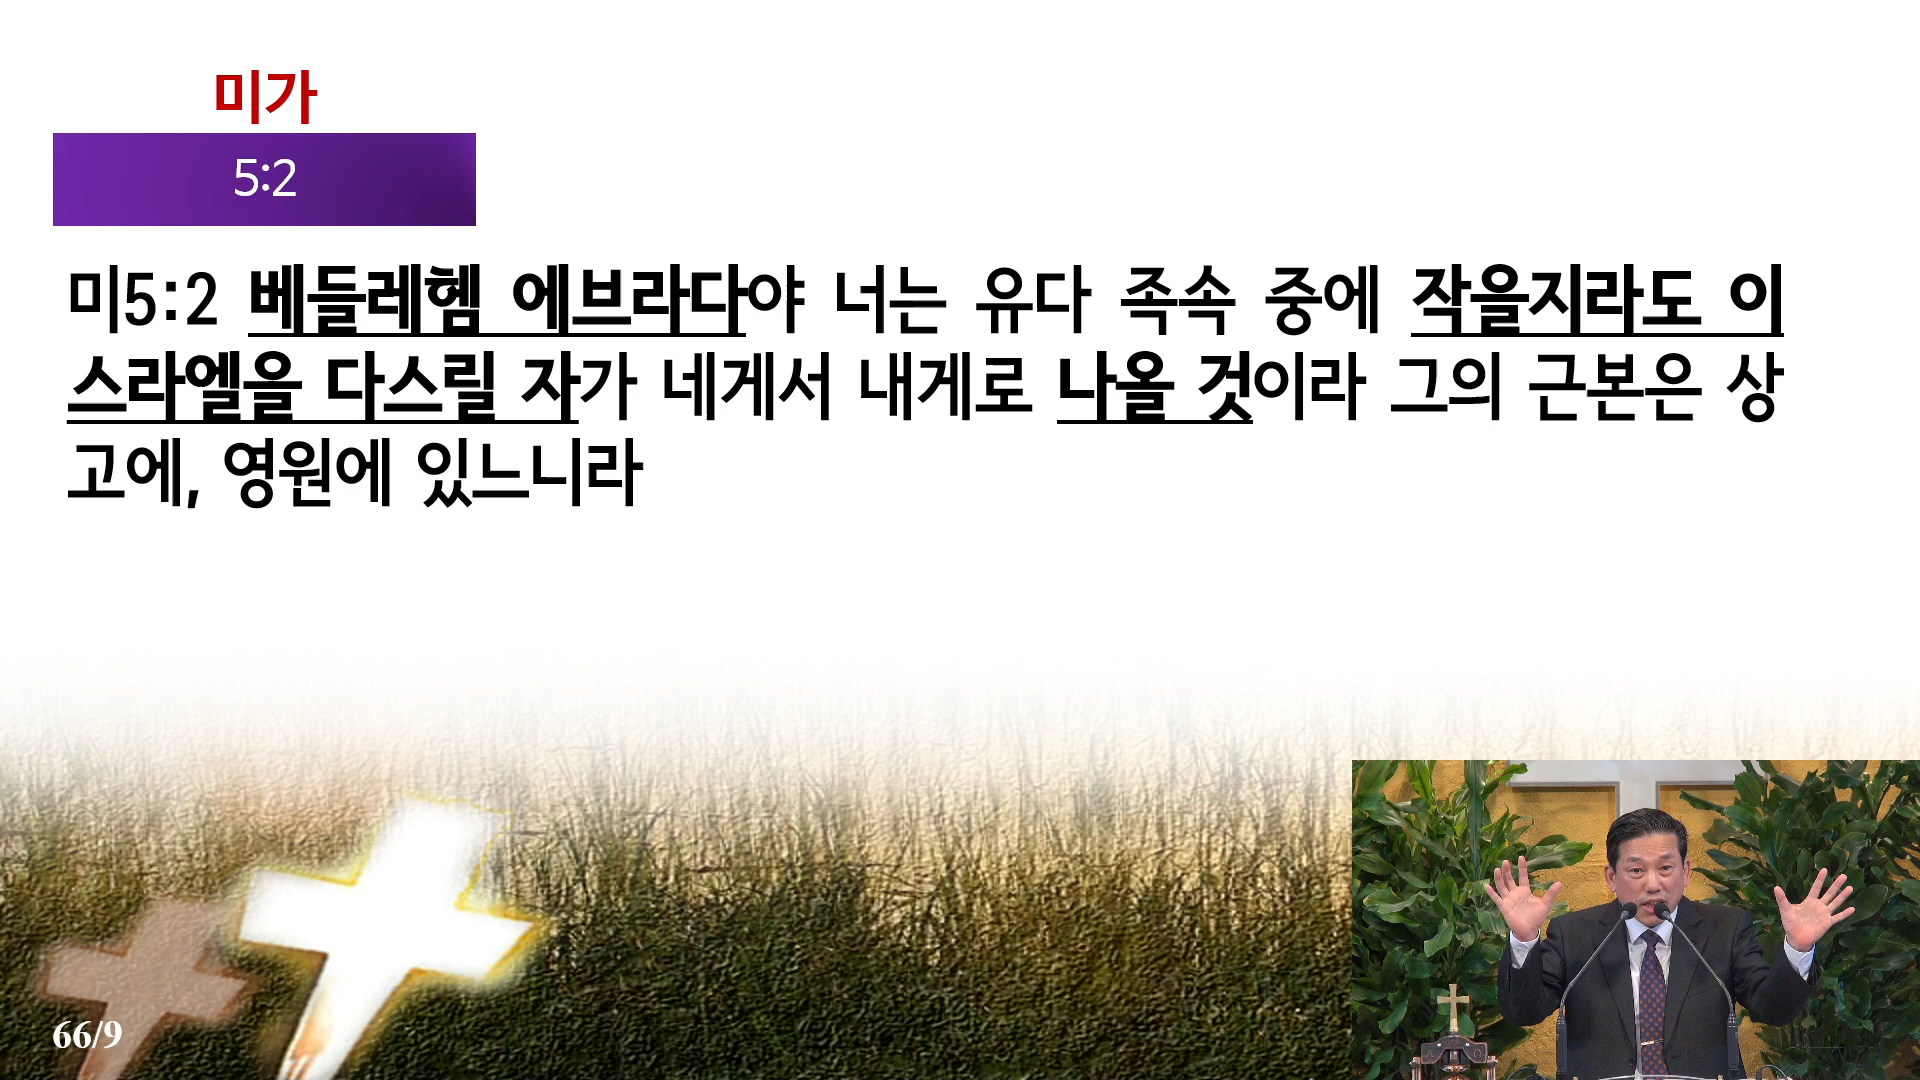 미가
5:2
미5:2 베들레헴 에브라다야 너는 유다 족속 중에 작을지라도 이
스라엘을 다스릴 자가 네게서 내게로 나올 것이라 그의 근본은 상
고에, 영원에 있느니라
66/9